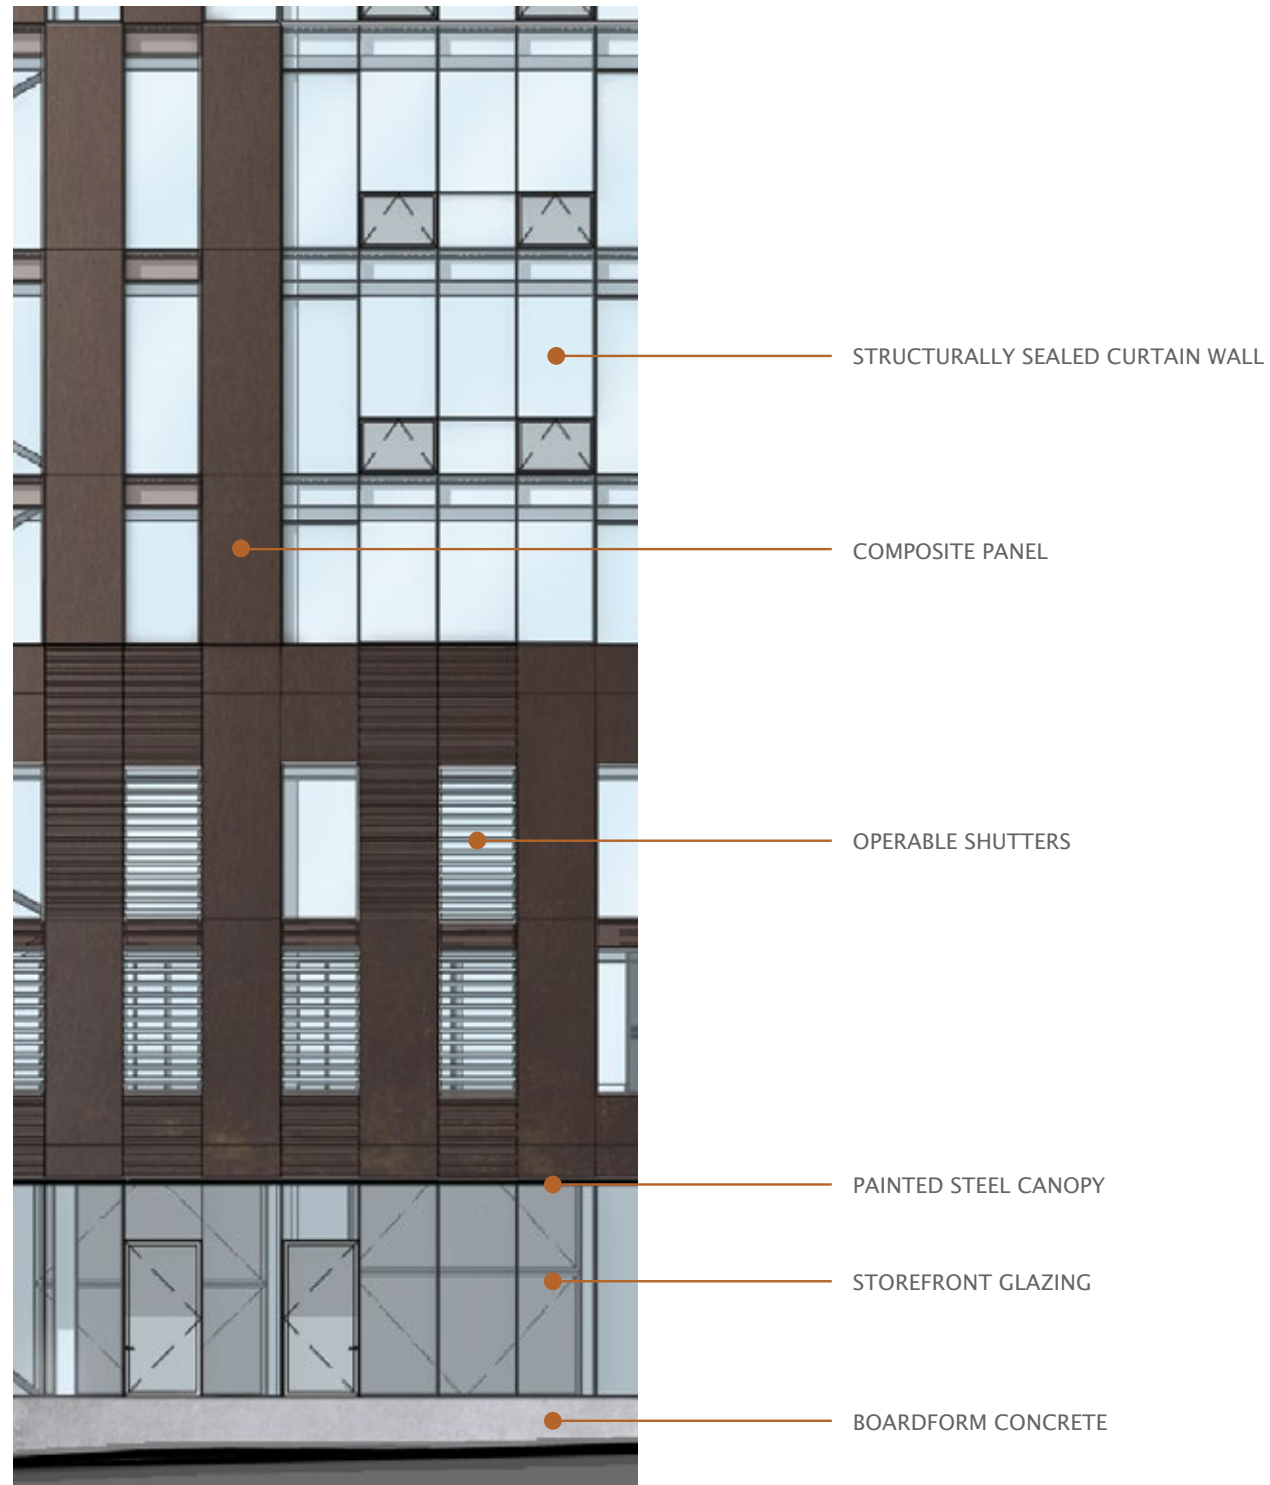 STRUCTURALLY SEALED CURTAIN WALL
COMPOSITE PANEL
OPERABLE SHUTTERS
PAINTED STEEL CANOPY
STOREFRONT GLAZING
BOARDFORM CONCRETE